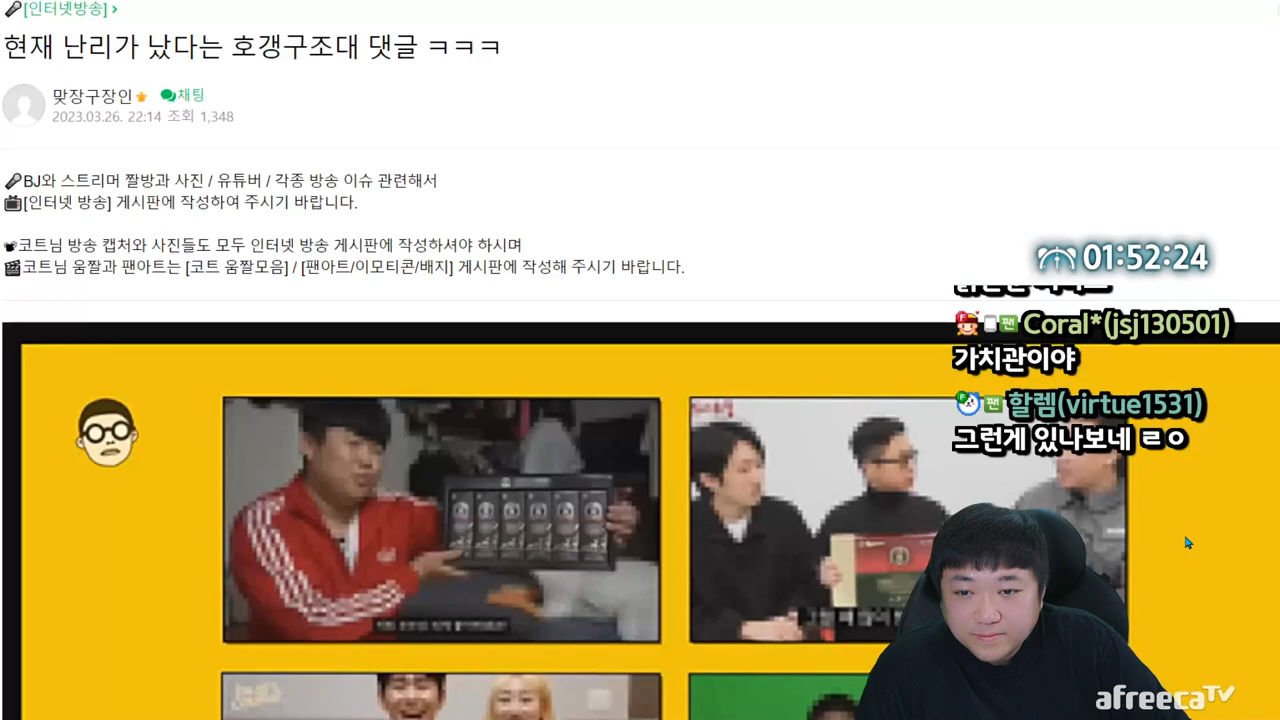 [인터넷방송] >
현재 난리가 났다는 호갱구조대 댓글 ㅋㅋㅋ
맞장구장인 채팅
2023.03.26. 22:14 조회 1,348
BJ와 스트리머 짤방과 사진 / 유튜버 / 각종 방송 이슈 관련해서
[인터넷 방송] 게시판에 작성하여 주시기 바랍니다.
코트님 방송 캡처와 사진들도 모두 인터넷 방송 게시판에 작성하셔야 하시며
코트님 움짤과 팬아트는 [코트 움짤모음] / [팬아트/이모티콘/배지] 게시판에 작성해 주시기 바랍니다.
01:52:24
팬 Coral*(jsj130501)
가치관이야
팬 할렘(virtue1531)
그런게 있나보네 ㄹㅇ
afreecaTV